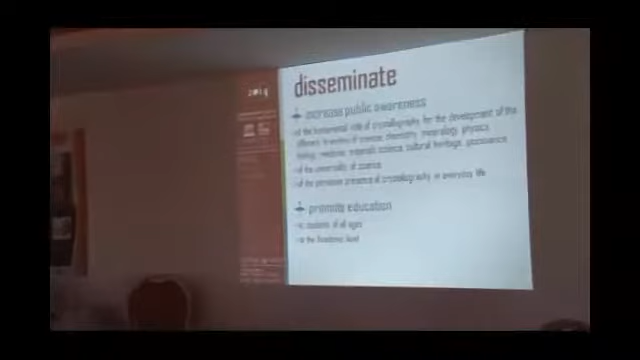 2014
disseminate
increase public awareness
of the fundamental role of crystallography for the development of the
different branches of science, chemistry, mineralogy, physics,
biology, medicine, materials science, cultural heritage, geoscience
of the universality of science
of the pervasive presence of crystallography in everyday life
promote education
students of all ages